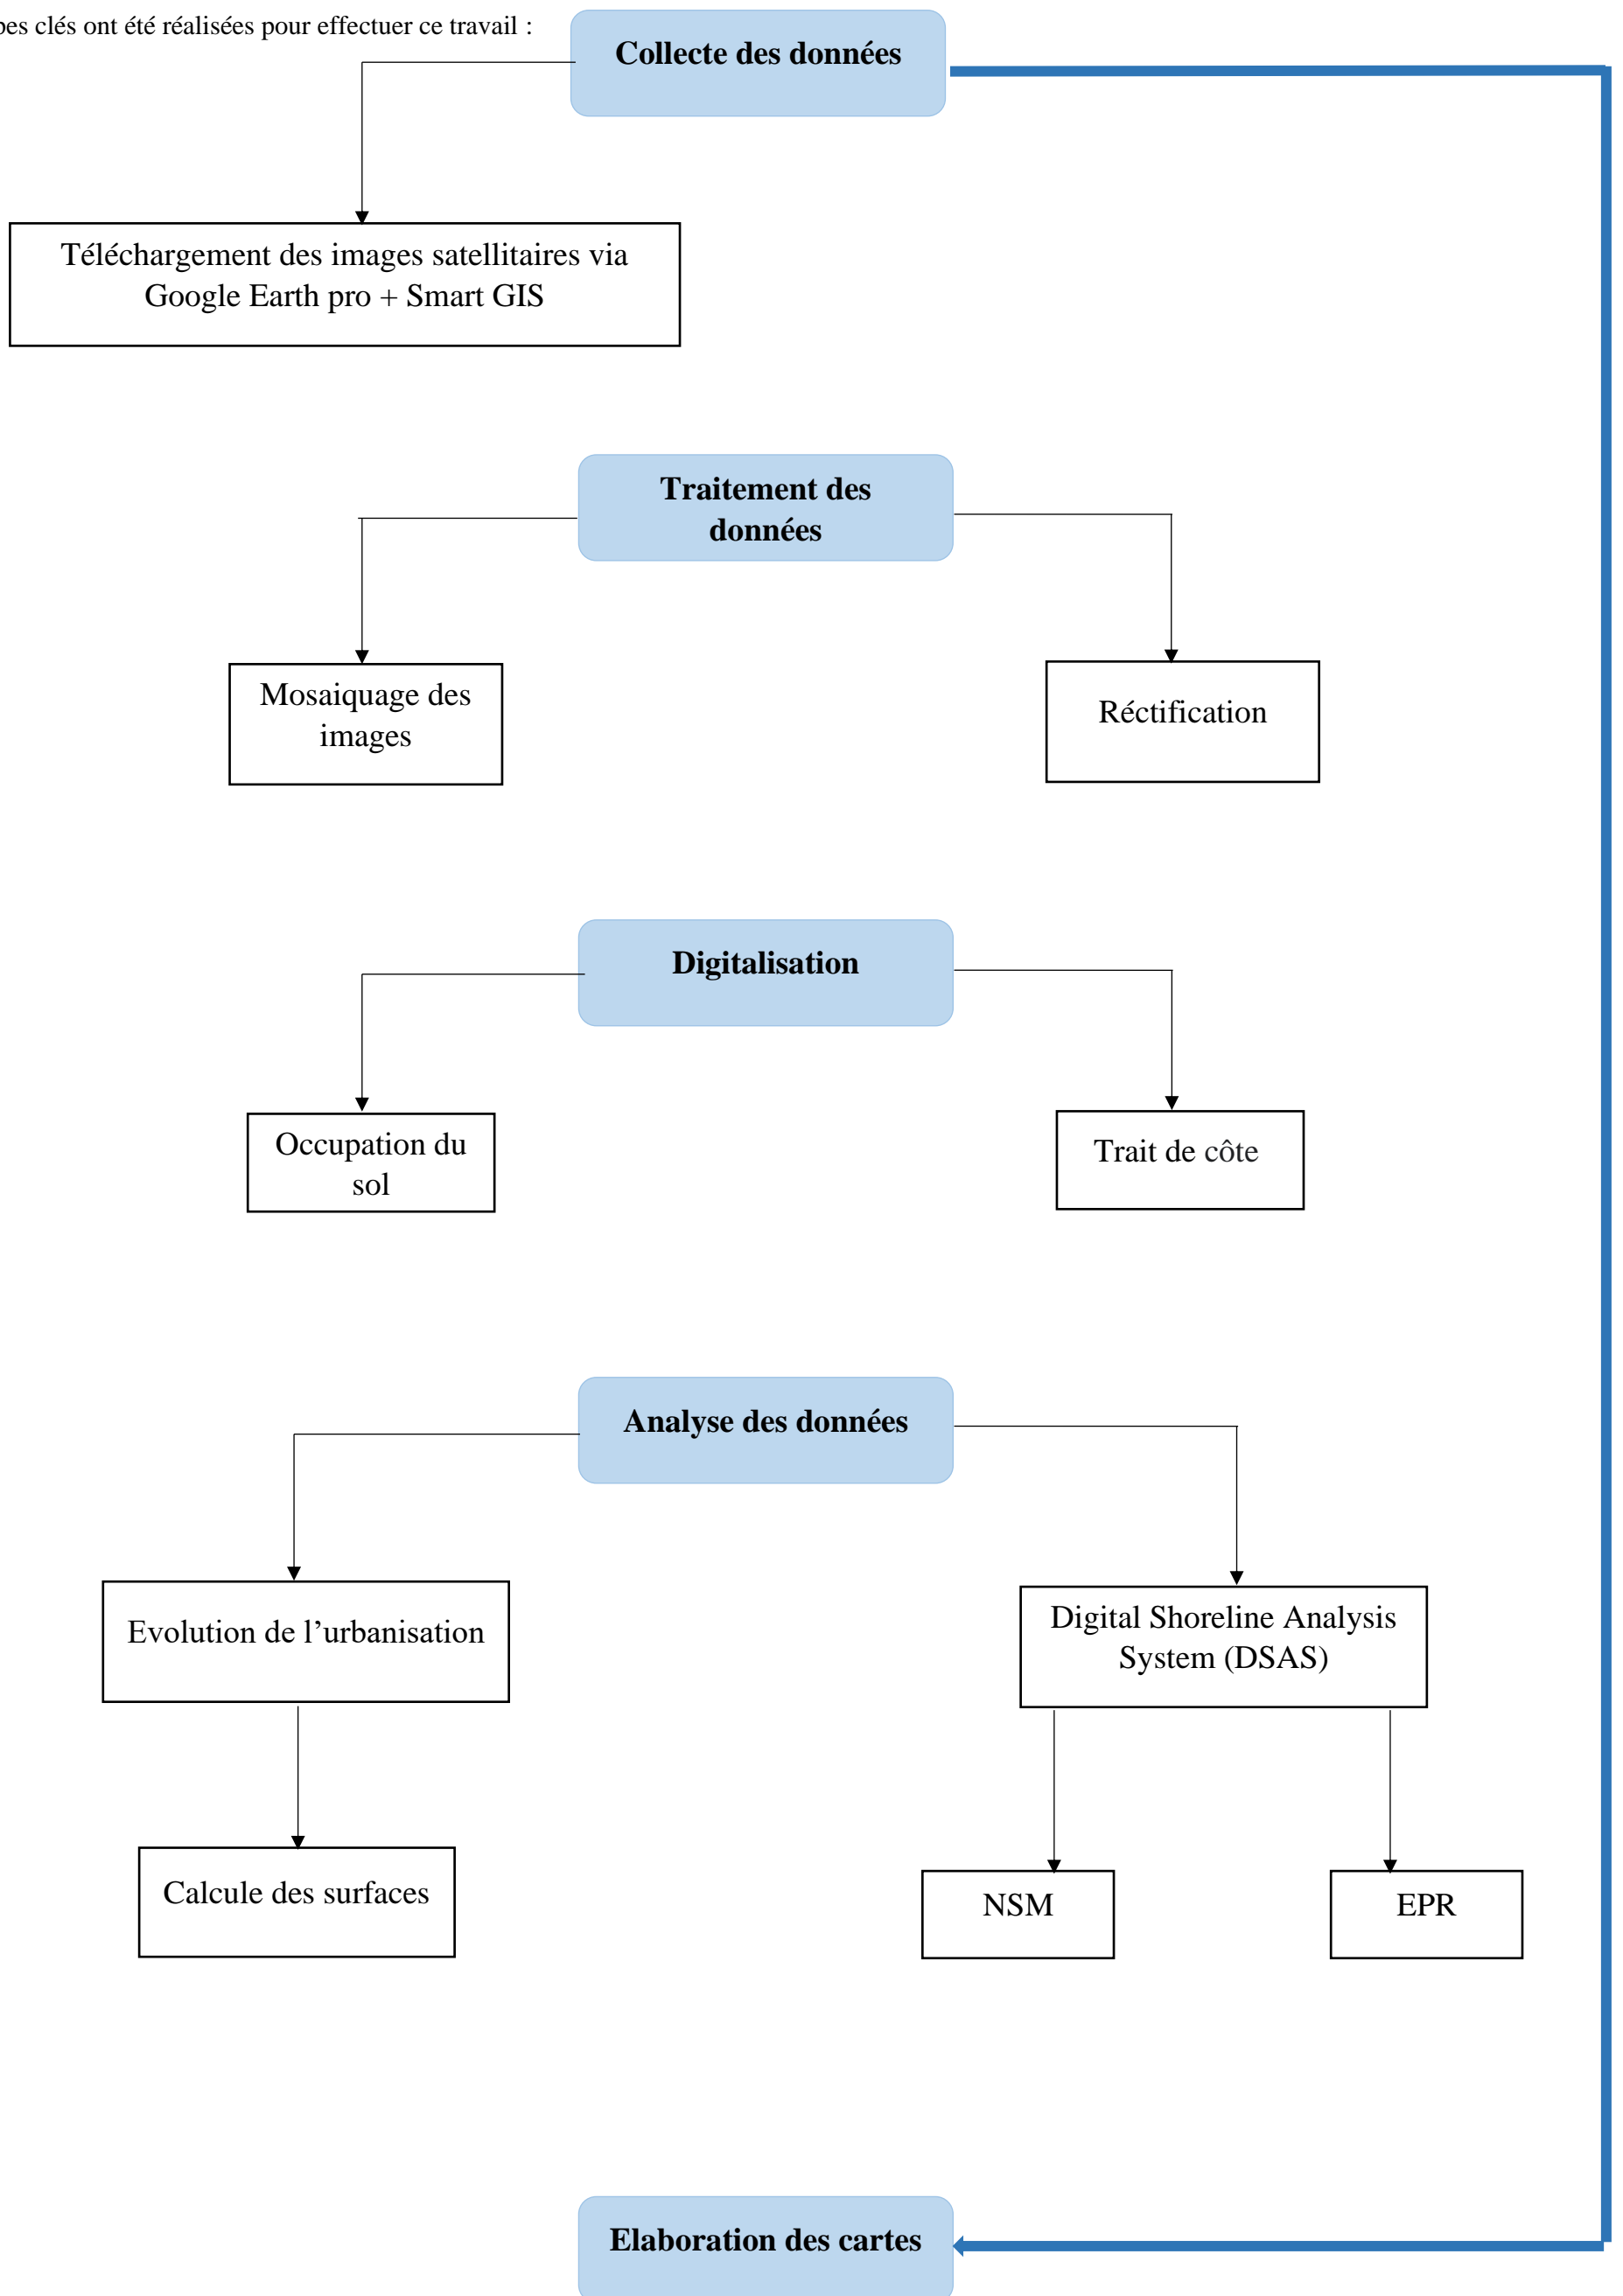 clés ont été réalisées pour effectuer ce travail :
Collecte des données
Téléchargement des images satellitaires via
Google Earth pro + Smart GIS
Traitement des
données
Mosaiquage des
images
Réctification
Digitalisation
Occupation du
sol
Trait de côte
Analyse des données
Evolution de l’urbanisation
Digital Shoreline Analysis
System (DSAS)
Calcule des surfaces
NSM
EPR
Elaboration des cartes